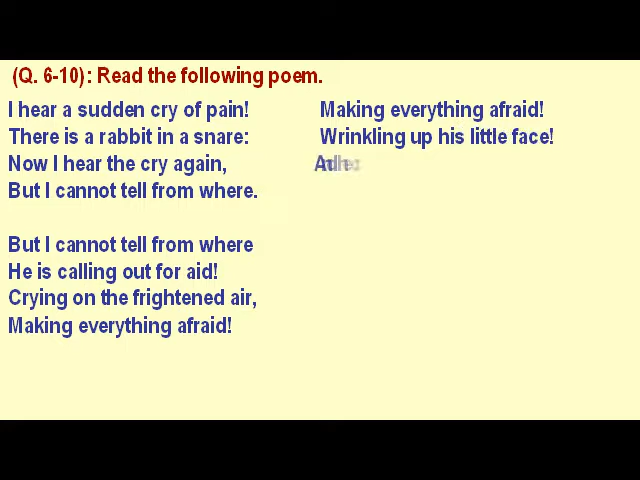 (Q. 6-10): Read the following poem.
I hear a sudden cry of pain!
There is a rabbit in a snare:
Now I hear the cry again,
But I cannot tell from where.
But I cannot tell from where
He is calling out for aid!
Crying on the frightened air,
Making everything afraid!
Making everything afraid!
Wrinkling up his little face!